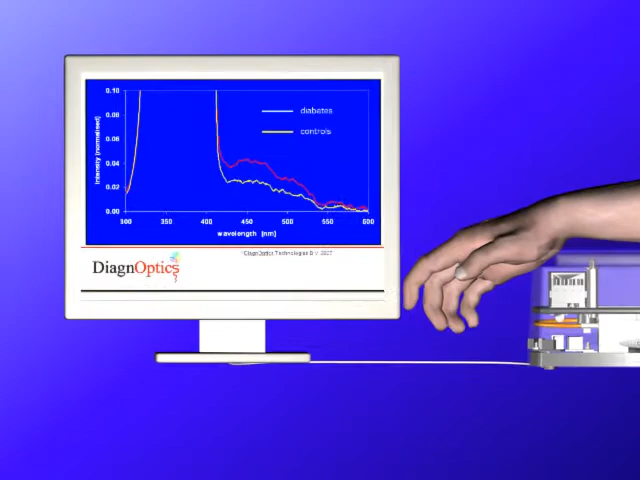 0.10
0.08
0.06
0.04
0.02
0.00
Intensity [normalised]
diabetes
controls
300 350 400 450 500 550 600
wavelength [nm]
DiagnOptics Technologies B.V. 2007
DiagnOptics